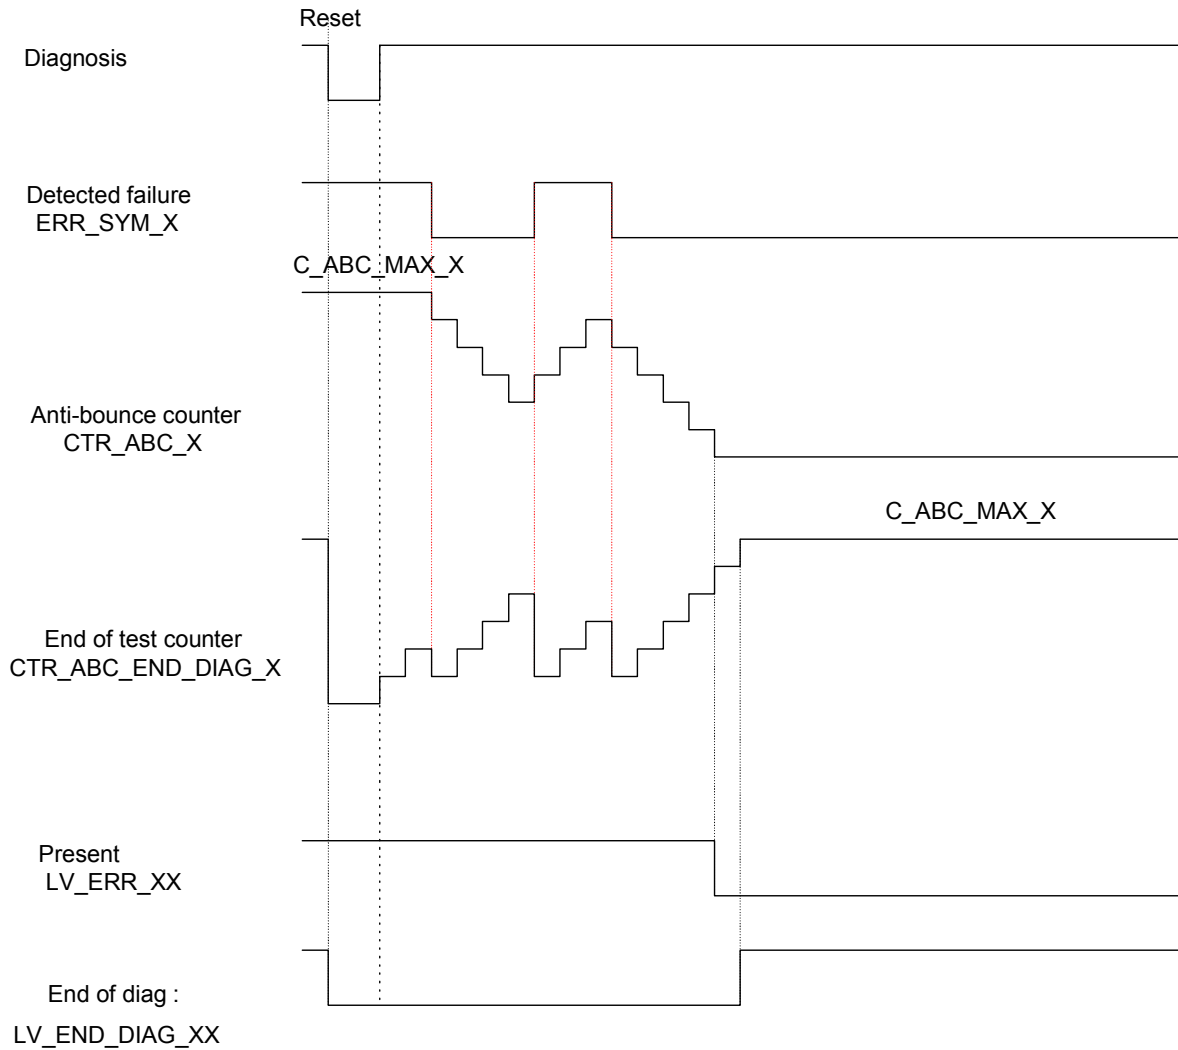 Reset
Diagnosis
Detected failure
ERR_SYM_X
C_ABC_MAX_X
Anti-bounce counter
CTR_ABC_X
C_ABC_MAX_X
End of test counter
CTR_ABC_END_DIAG_X
Present
LV_ERR_XX
End of diag :
LV_END_DIAG_XX